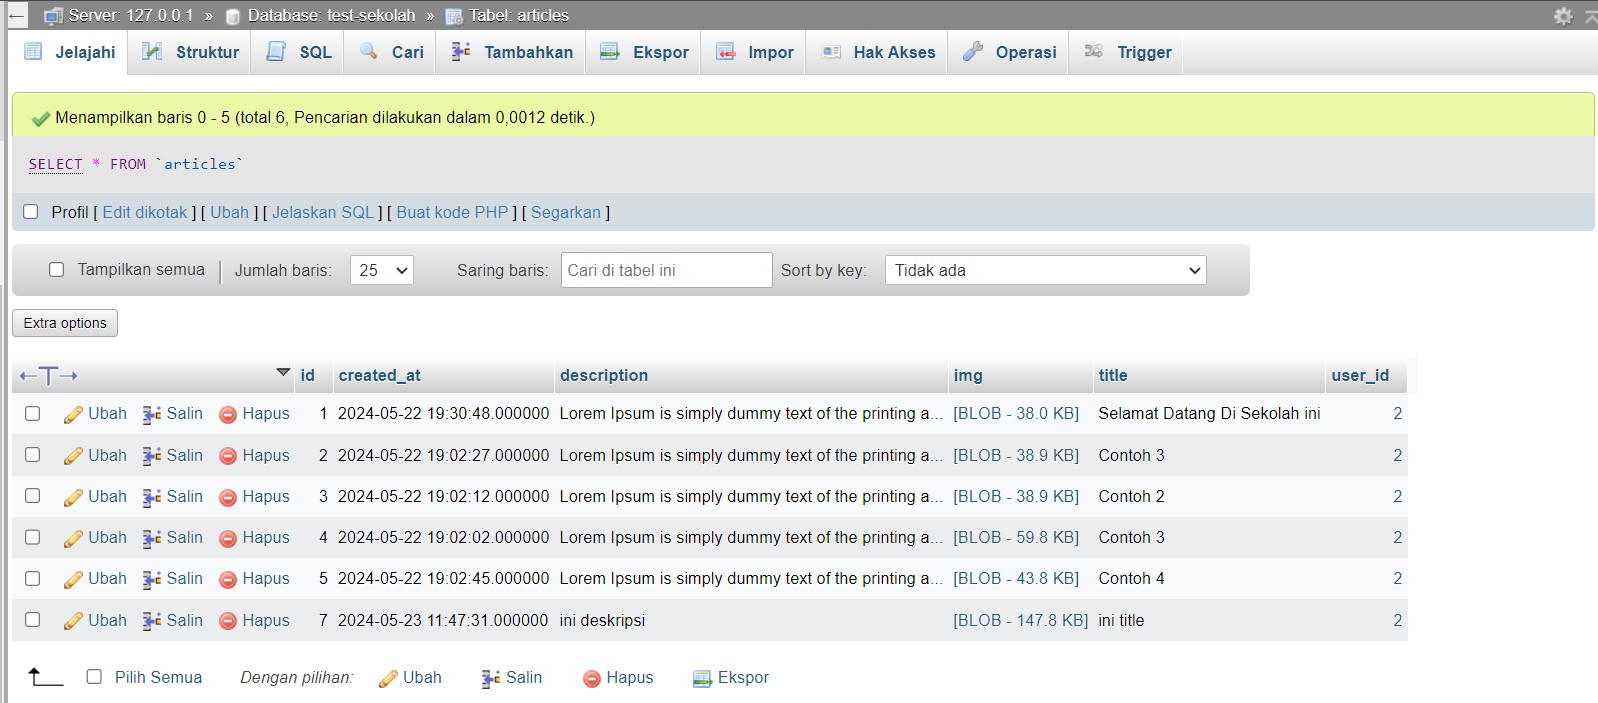 Server: 127.0.0.1 » Database: test-sekolah » Tabel: articles
Jelajahi Struktur SQL Cari Tambahkan Ekspor Impor Hak Akses Operasi Trigger
Menampilkan baris 0 - 5 (total 6, Pencarian dilakukan dalam 0,0012 detik.)
SELECT * FROM `articles`
Profil [ Edit dikotak ] [ Ubah ] [ Jelaskan SQL ] [ Buat kode PHP ] [ Segarkan ]
Tampilkan semua Jumlah baris: 25 Saring baris: Cari di tabel ini Sort by key: Tidak ada
Extra options
←T→ id created_at description img title user_id
Ubah Salin Hapus 1 2024-05-22 19:30:48.000000 Lorem Ipsum is simply dummy text of the printing a... [BLOB - 38.0 KB] Selamat Datang Di Sekolah ini 2
Ubah Salin Hapus 2 2024-05-22 19:02:27.000000 Lorem Ipsum is simply dummy text of the printing a... [BLOB - 38.9 KB] Contoh 3 2
Ubah Salin Hapus 3 2024-05-22 19:02:12.000000 Lorem Ipsum is simply dummy text of the printing a... [BLOB - 38.9 KB] Contoh 2 2
Ubah Salin Hapus 4 2024-05-22 19:02:02.000000 Lorem Ipsum is simply dummy text of the printing a... [BLOB - 59.8 KB] Contoh 3 2
Ubah Salin Hapus 5 2024-05-22 19:02:45.000000 Lorem Ipsum is simply dummy text of the printing a... [BLOB - 43.8 KB] Contoh 4 2
Ubah Salin Hapus 7 2024-05-23 11:47:31.000000 ini deskripsi [BLOB - 147.8 KB] ini title 2
Pilih Semua Dengan pilihan: Ubah Salin Hapus Ekspor